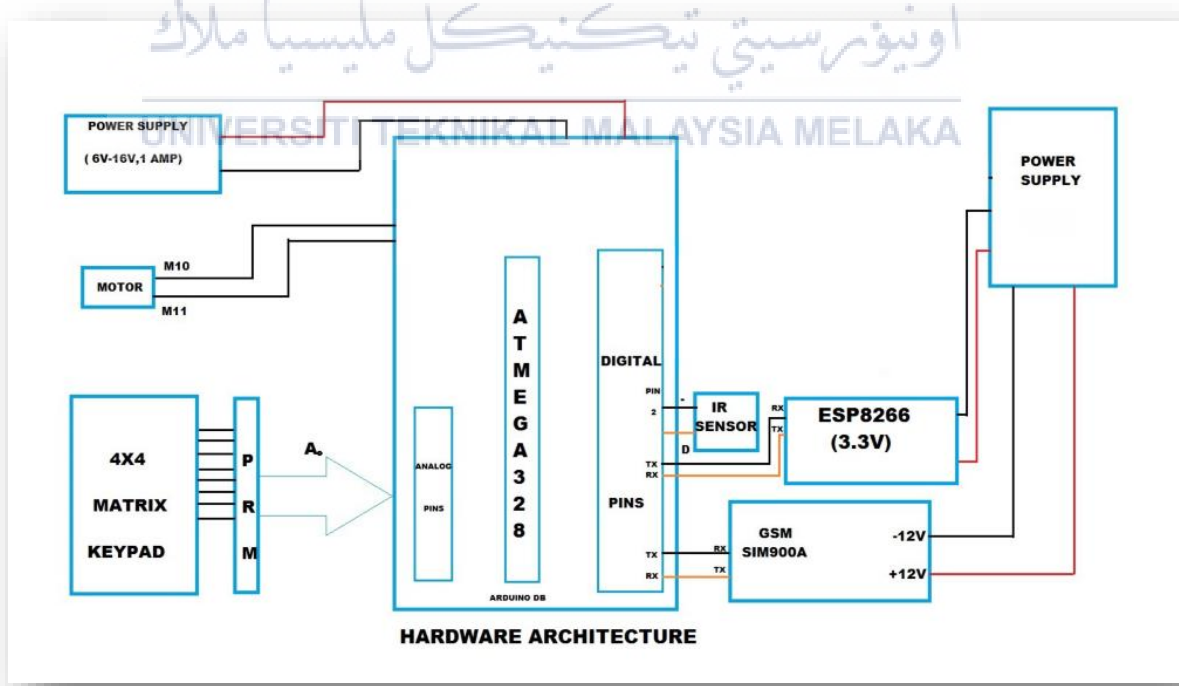 اونيۏرسيتي تيكنيكل مليسيا ملاك
UNIVERSITI TEKNIKAL MALAYSIA MELAKA
POWER SUPPLY
( 6V-16V,1 AMP)
MOTOR
M10
M11
4X4
MATRIX
KEYPAD
P
R
M
A.
ANALOG
PINS
A
T
M
E
G
A
3
2
8
ARDUINO DB
DIGITAL
PINS
PIN
2
TX
RX
TX
RX
-
D
IR
SENSOR
RX
TX
ESP8266
(3.3V)
RX
TX
GSM
SIM900A
-12V
+12V
POWER
SUPPLY
HARDWARE ARCHITECTURE